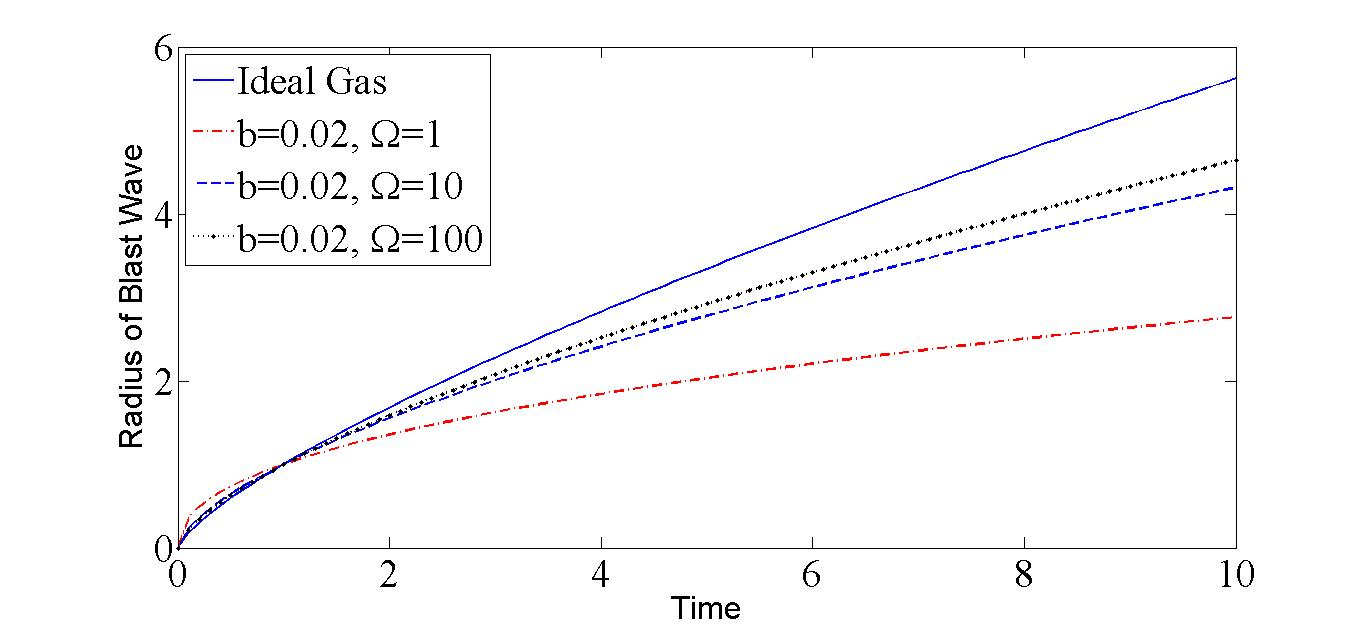 6
4
2
0
Radius of Blast Wave
Ideal Gas
b=0.02, Ω=1
b=0.02, Ω=10
b=0.02, Ω=100
0 2 4 6 8 10
Time